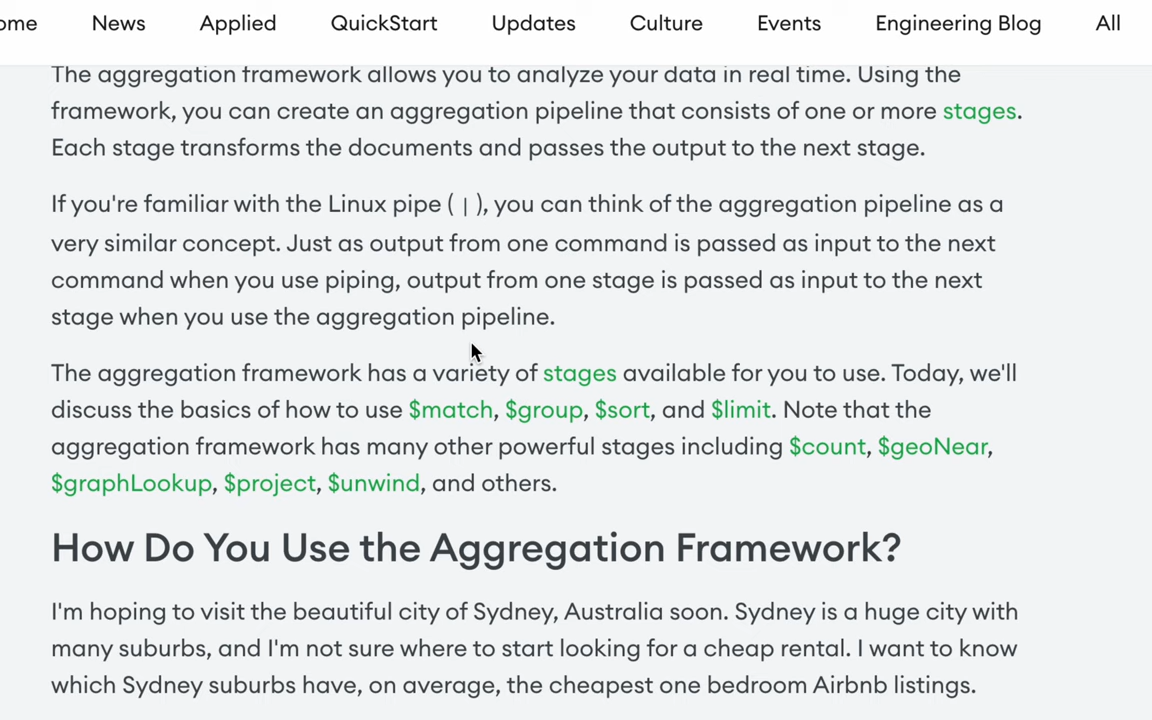 ome News Applied QuickStart Updates Culture Events Engineering Blog All
The aggregation framework allows you to analyze your data in real time. Using the
framework, you can create an aggregation pipeline that consists of one or more stages.
Each stage transforms the documents and passes the output to the next stage.
If you're familiar with the Linux pipe ( | ), you can think of the aggregation pipeline as a
very similar concept. Just as output from one command is passed as input to the next
command when you use piping, output from one stage is passed as input to the next
stage when you use the aggregation pipeline.
The aggregation framework has a variety of stages available for you to use. Today, we'll
discuss the basics of how to use $match, $group, $sort, and $limit. Note that the
aggregation framework has many other powerful stages including $count, $geoNear,
$graphLookup, $project, $unwind, and others.
How Do You Use the Aggregation Framework?
I'm hoping to visit the beautiful city of Sydney, Australia soon. Sydney is a huge city with
many suburbs, and I'm not sure where to start looking for a cheap rental. I want to know
which Sydney suburbs have, on average, the cheapest one bedroom Airbnb listings.